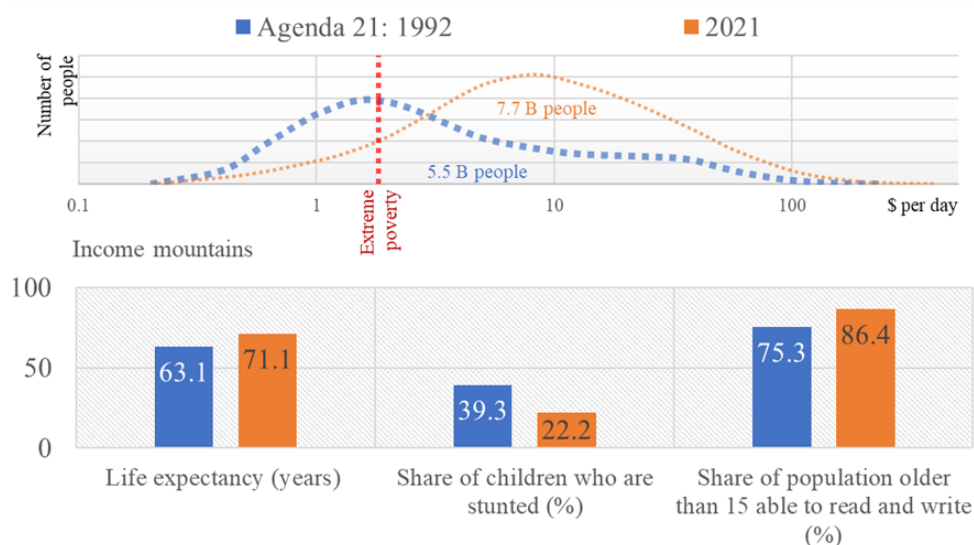 Agenda 21: 1992
2021
Number of
people
7.7 B people
5.5 B people
0.1
1
10
100
$ per day
Extreme
poverty
Income mountains
100
50
0
63.1
71.1
39.3
22.2
75.3
86.4
Life expectancy (years)
Share of children who are
stunted (%)
Share of population older
than 15 able to read and write
(%)